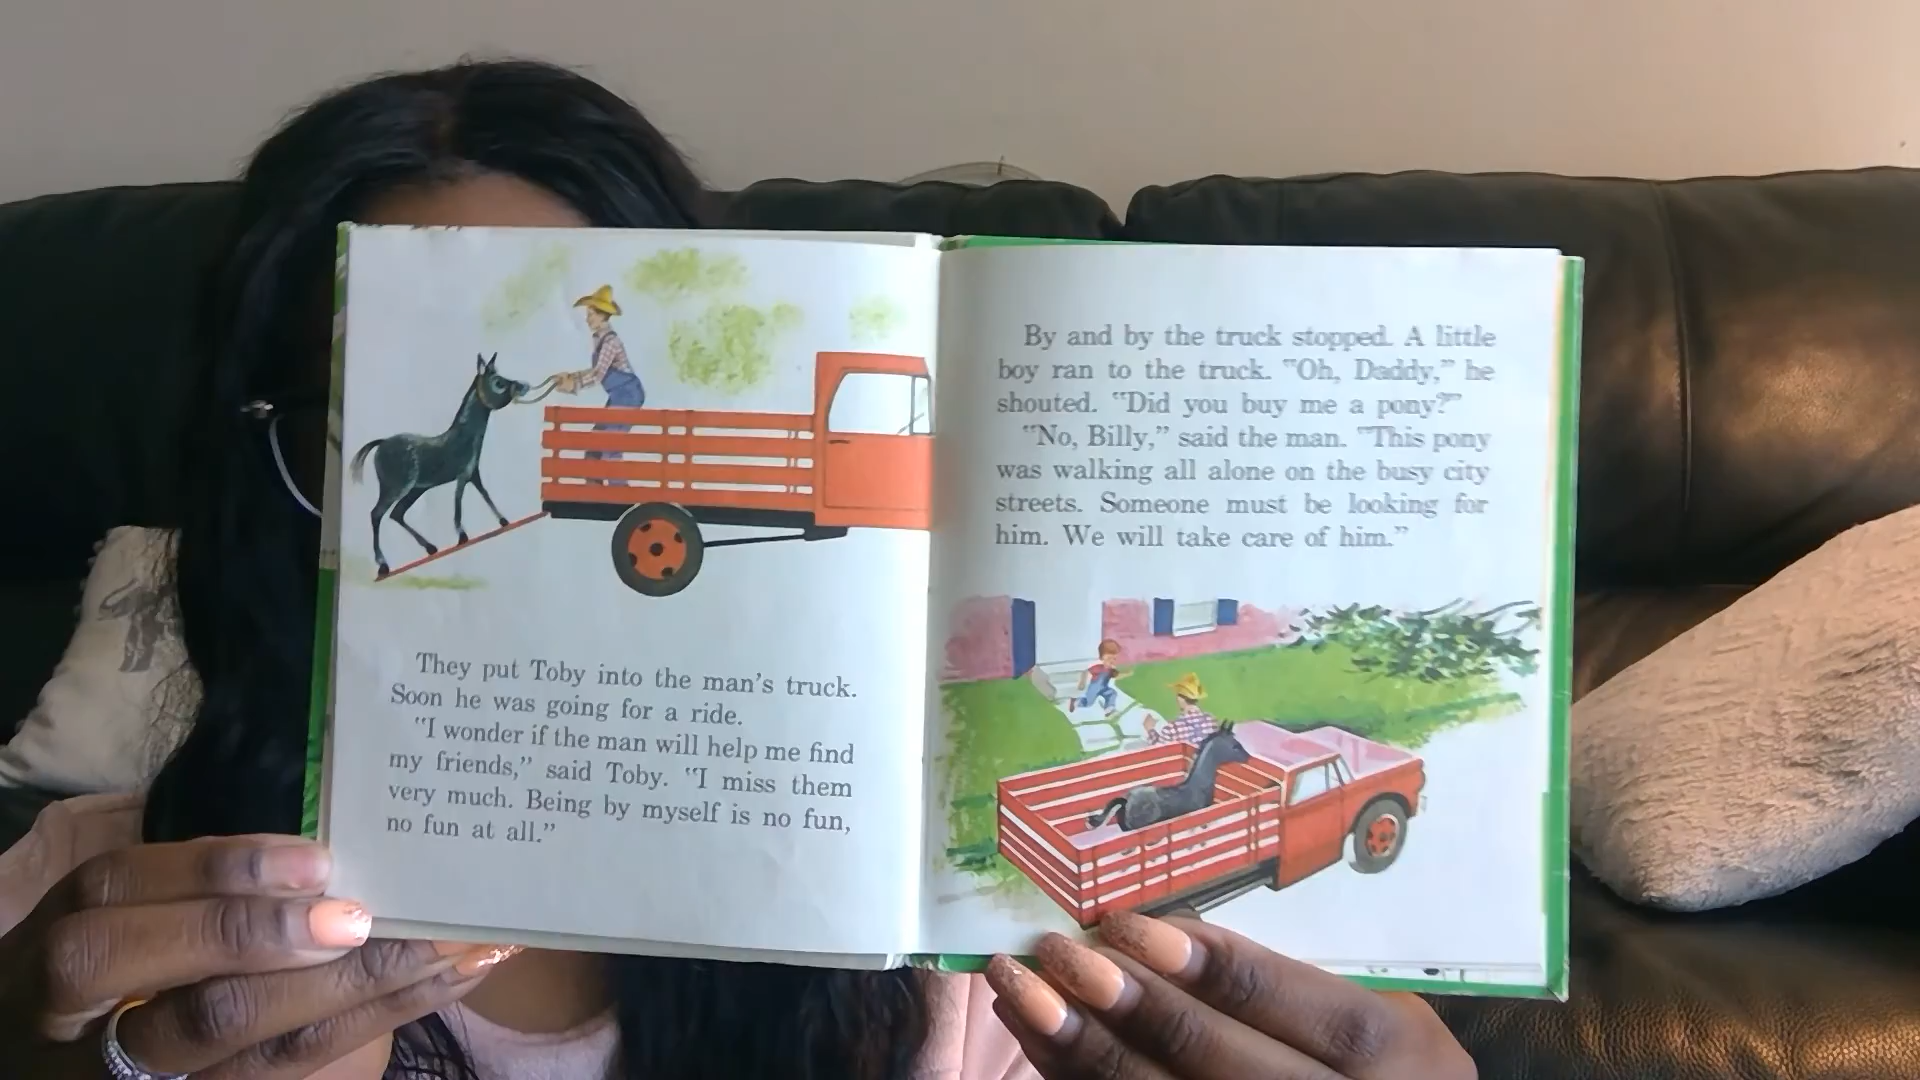 They put Toby into the man's truck.
Soon he was going for a ride.
"I wonder if the man will help me find
my friends," said Toby. "I miss them
very much. Being by myself is no fun,
no fun at all."
By and by the truck stopped. A little
boy ran to the truck. "Oh, Daddy," he
shouted. "Did you buy me a pony?"
"No, Billy," said the man. "This pony
was walking all alone on the busy city
streets. Someone must be looking for
him. We will take care of him."